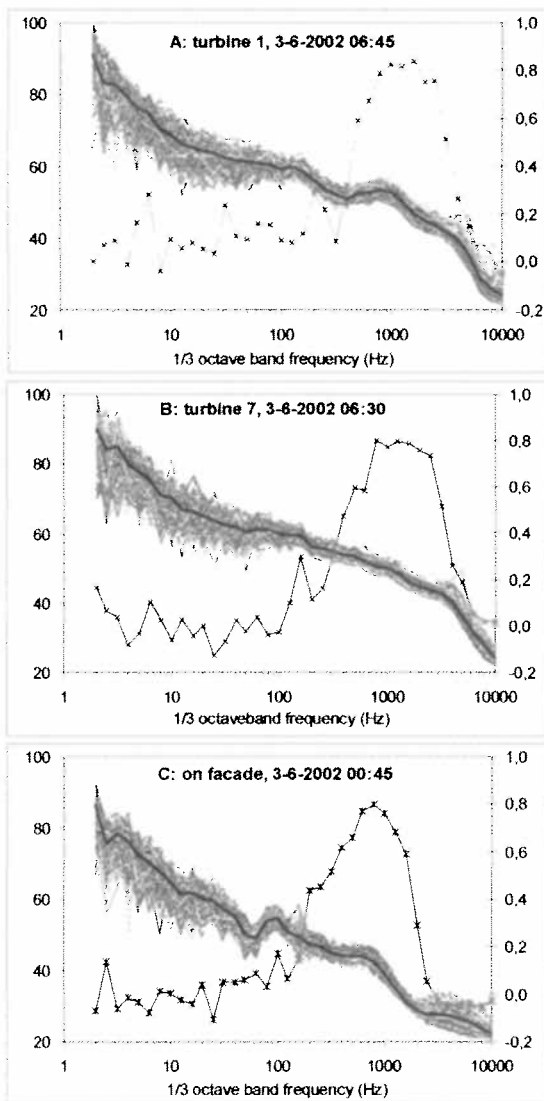 A: turbine 1, 3-6-2002 06:45
100 1,0
80 0,8
0,6
60 0,4
0,2
40 0,0
20 -0,2
1 10 100 1000 10000
1/3 octave band frequency (Hz)
B: turbine 7, 3-6-2002 06:30
100 1,0
80 0,8
0,6
60 0,4
0,2
40 0,0
20 -0,2
1 10 100 1000 10000
1/3 octaveband frequency (Hz)
C: on facade, 3-6-2002 00:45
100 1,0
80 0,8
0,6
60 0,4
0,2
40 0,0
20 -0,2
1 10 100 1000 10000
1/3 octave band frequency (Hz)